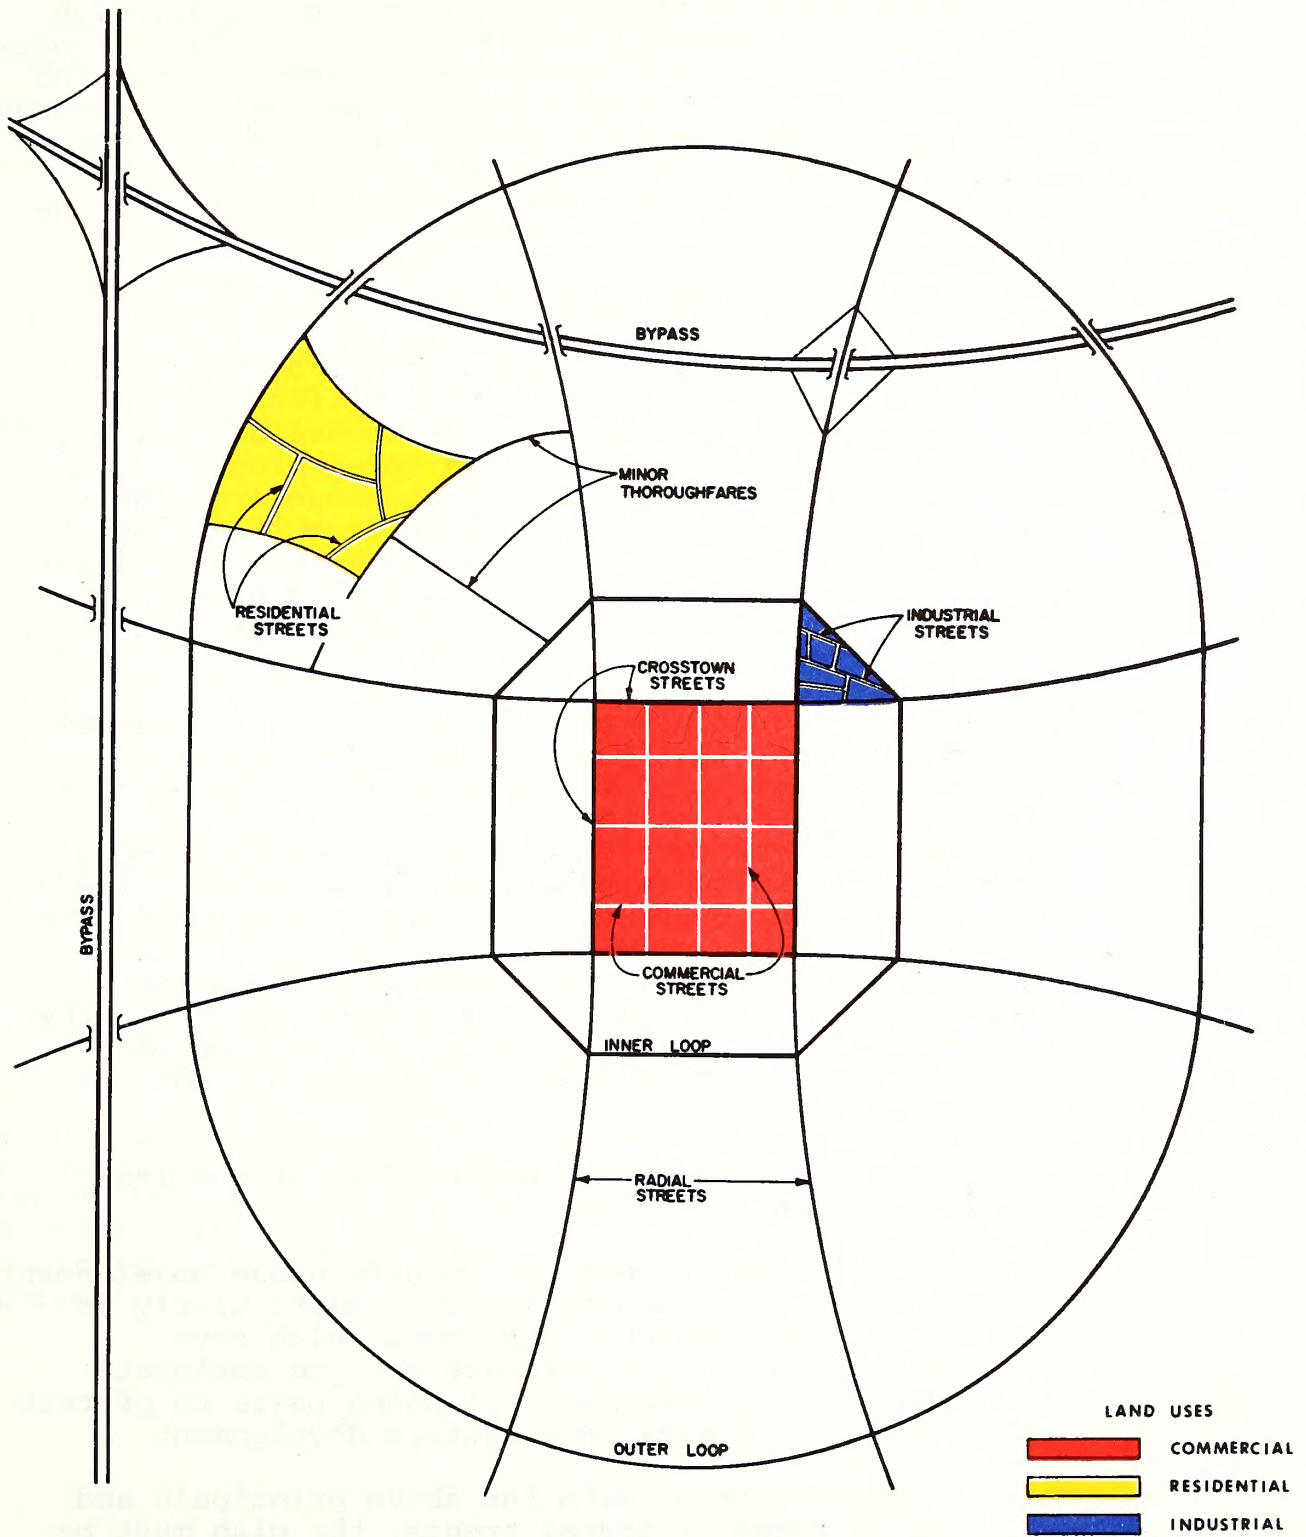 BYPASS
MINOR
THOROUGHFARES
RESIDENTIAL
STREETS
INDUSTRIAL
STREETS
CROSSTOWN
STREETS
BYPASS
COMMERCIAL
STREETS
INNER LOOP
RADIAL
STREETS
OUTER LOOP
LAND USES
COMMERCIAL
RESIDENTIAL
INDUSTRIAL